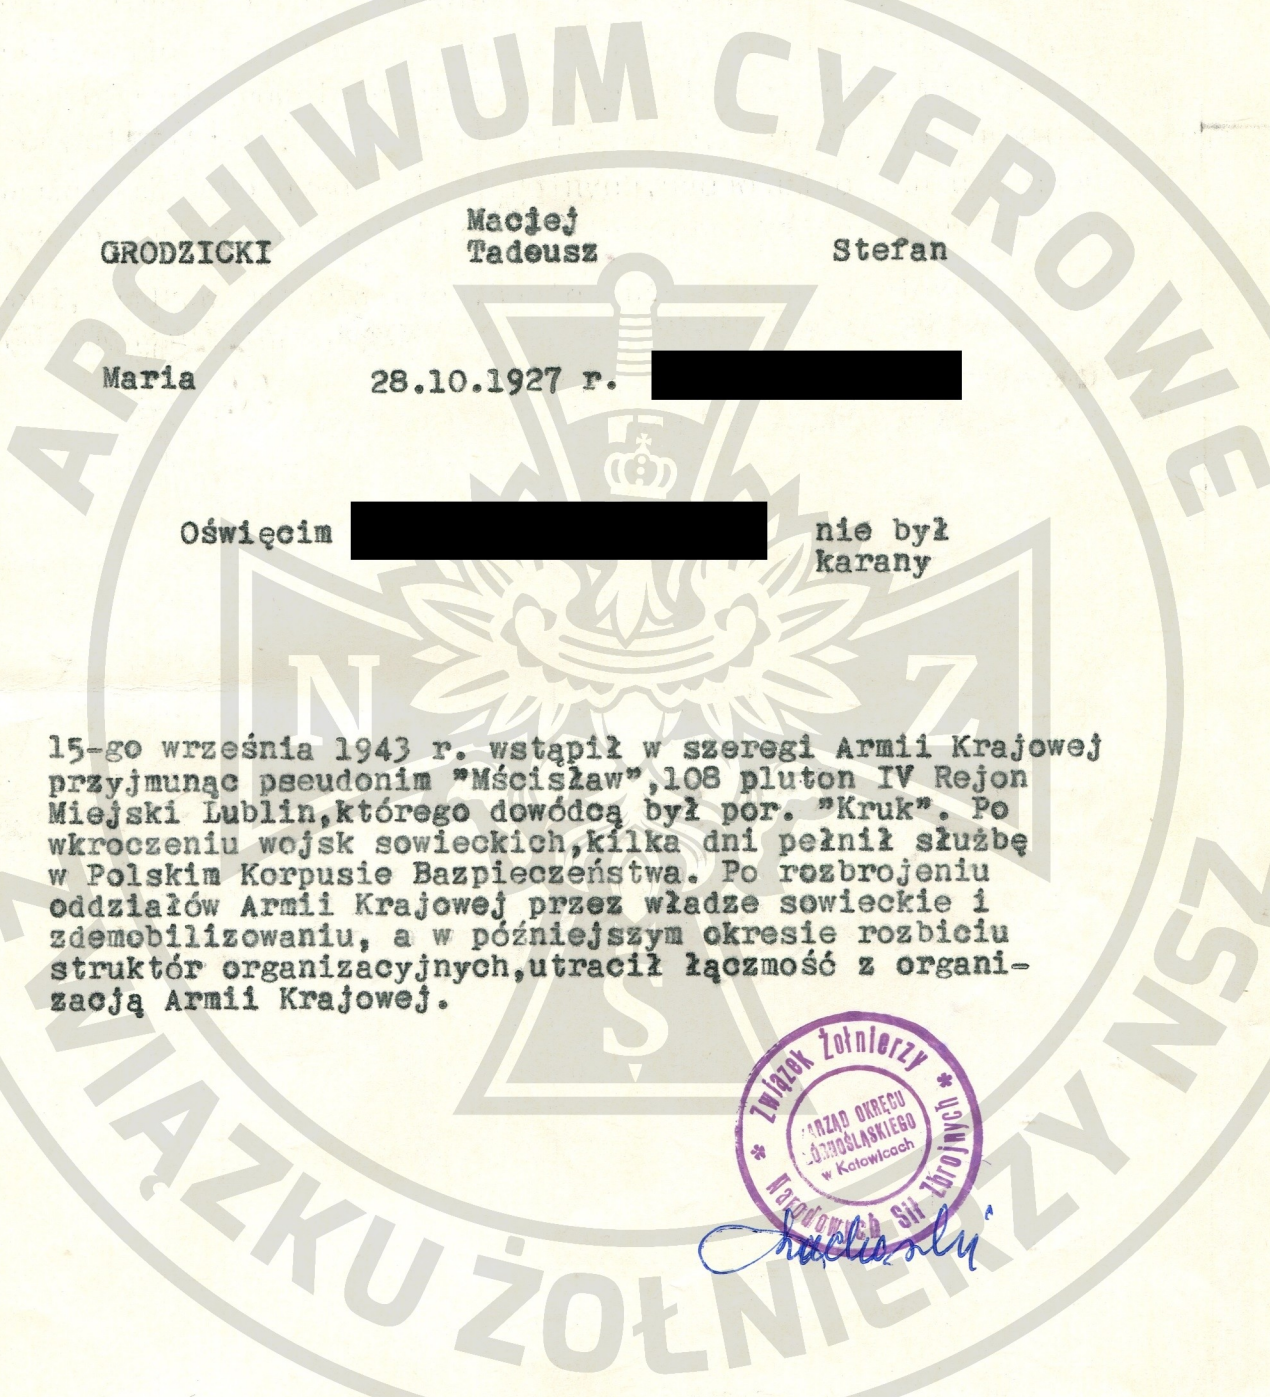 ARCHIWUM CYFROWE
ZWIĄZKU ŻOŁNIERZY NSZ
Maciej
GRODZICKI Tadeusz Stefan
Maria 28.10.1927 r.
Oświęcim nie był
karany
N Z
S
15-go września 1943 r. wstąpił w szeregi Armii Krajowej
przyjmunąc pseudonim "Mścisław",108 pluton IV Rejon
Miejski Lublin,którego dowódcą był por. "Kruk". Po
wkroczeniu wojsk sowieckich,kilka dni pełnił służbę
w Polskim Korpusie Bazpieczeństwa. Po rozbrojeniu
oddziałów Armii Krajowej przez władze sowieckie i
zdemobilizowaniu, a w późniejszym okresie rozbiciu
struktór organizacyjnych,utracił łączmość z organi-
zacją Armii Krajowej.
* Związek Żołnierzy *
Narodowych Sił Zbrojnych
ZARZĄD OKRĘGU
GÓRNOŚLĄSKIEGO
w Katowicach